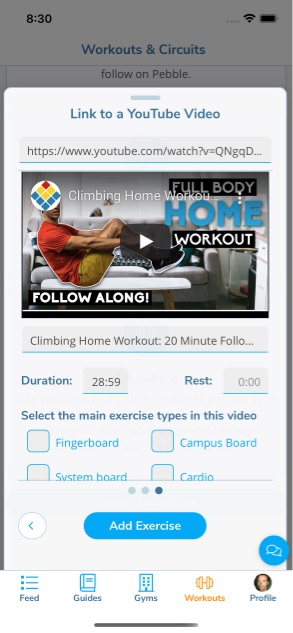 8:30
Workouts & Circuits
follow on Pebble.
Link to a YouTube Video
https://www.youtube.com/watch?v=QNgqD...
Climbing Home Workou...
FULL BODY
HOME
WORKOUT
FOLLOW ALONG!
Climbing Home Workout: 20 Minute Follo...
Duration: 28:59 Rest: 0:00
Select the main exercise types in this video
Fingerboard Campus Board
System board Cardio
Add Exercise
Feed Guides Gyms Workouts Profile